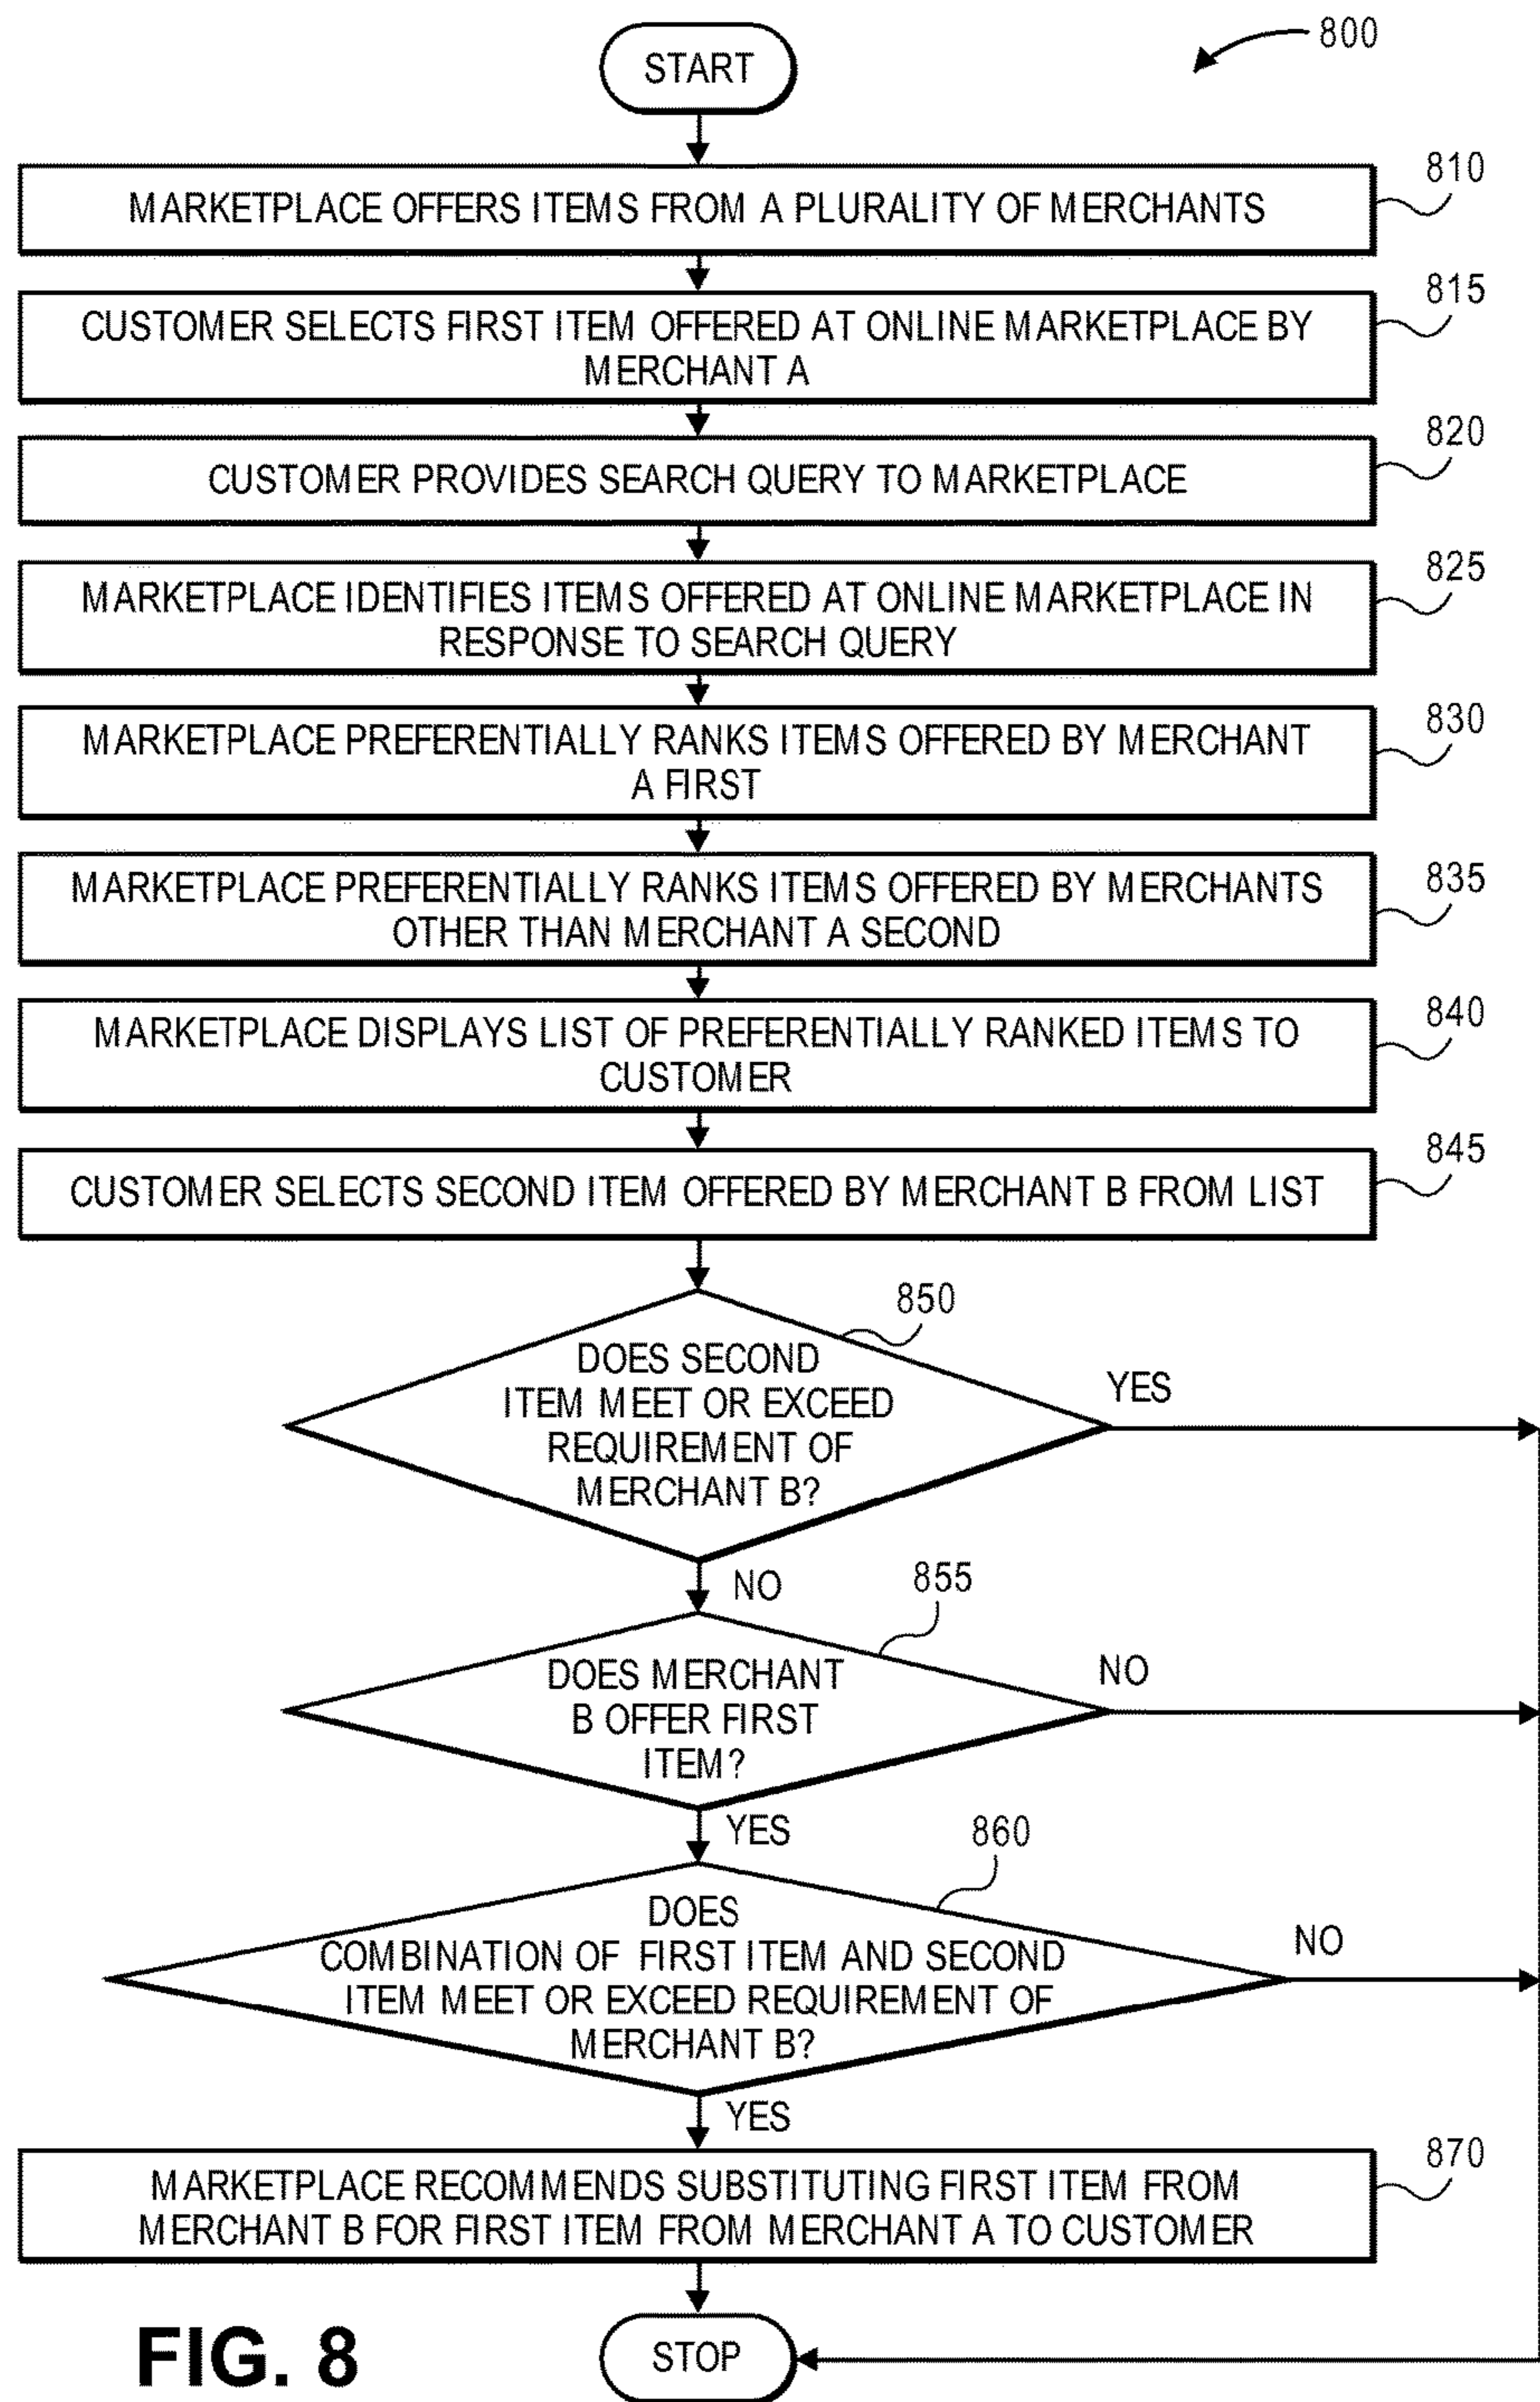 800
START
810
MARKETPLACE OFFERS ITEMS FROM A PLURALITY OF MERCHANTS
815
CUSTOMER SELECTS FIRST ITEM OFFERED AT ONLINE MARKETPLACE BY
MERCHANT A
820
CUSTOMER PROVIDES SEARCH QUERY TO MARKETPLACE
825
MARKETPLACE IDENTIFIES ITEMS OFFERED AT ONLINE MARKETPLACE IN
RESPONSE TO SEARCH QUERY
830
MARKETPLACE PREFERENTIALLY RANKS ITEMS OFFERED BY MERCHANT
A FIRST
835
MARKETPLACE PREFERENTIALLY RANKS ITEMS OFFERED BY MERCHANTS
OTHER THAN MERCHANT A SECOND
840
MARKETPLACE DISPLAYS LIST OF PREFERENTIALLY RANKED ITEMS TO
CUSTOMER
845
CUSTOMER SELECTS SECOND ITEM OFFERED BY MERCHANT B FROM LIST
850
DOES SECOND
ITEM MEET OR EXCEED
REQUIREMENT OF
MERCHANT B?
YES
NO
855
DOES MERCHANT
B OFFER FIRST
ITEM?
NO
YES
860
DOES
COMBINATION OF FIRST ITEM AND SECOND
ITEM MEET OR EXCEED REQUIREMENT OF
MERCHANT B?
NO
YES
870
MARKETPLACE RECOMMENDS SUBSTITUTING FIRST ITEM FROM
MERCHANT B FOR FIRST ITEM FROM MERCHANT A TO CUSTOMER
STOP
FIG. 8